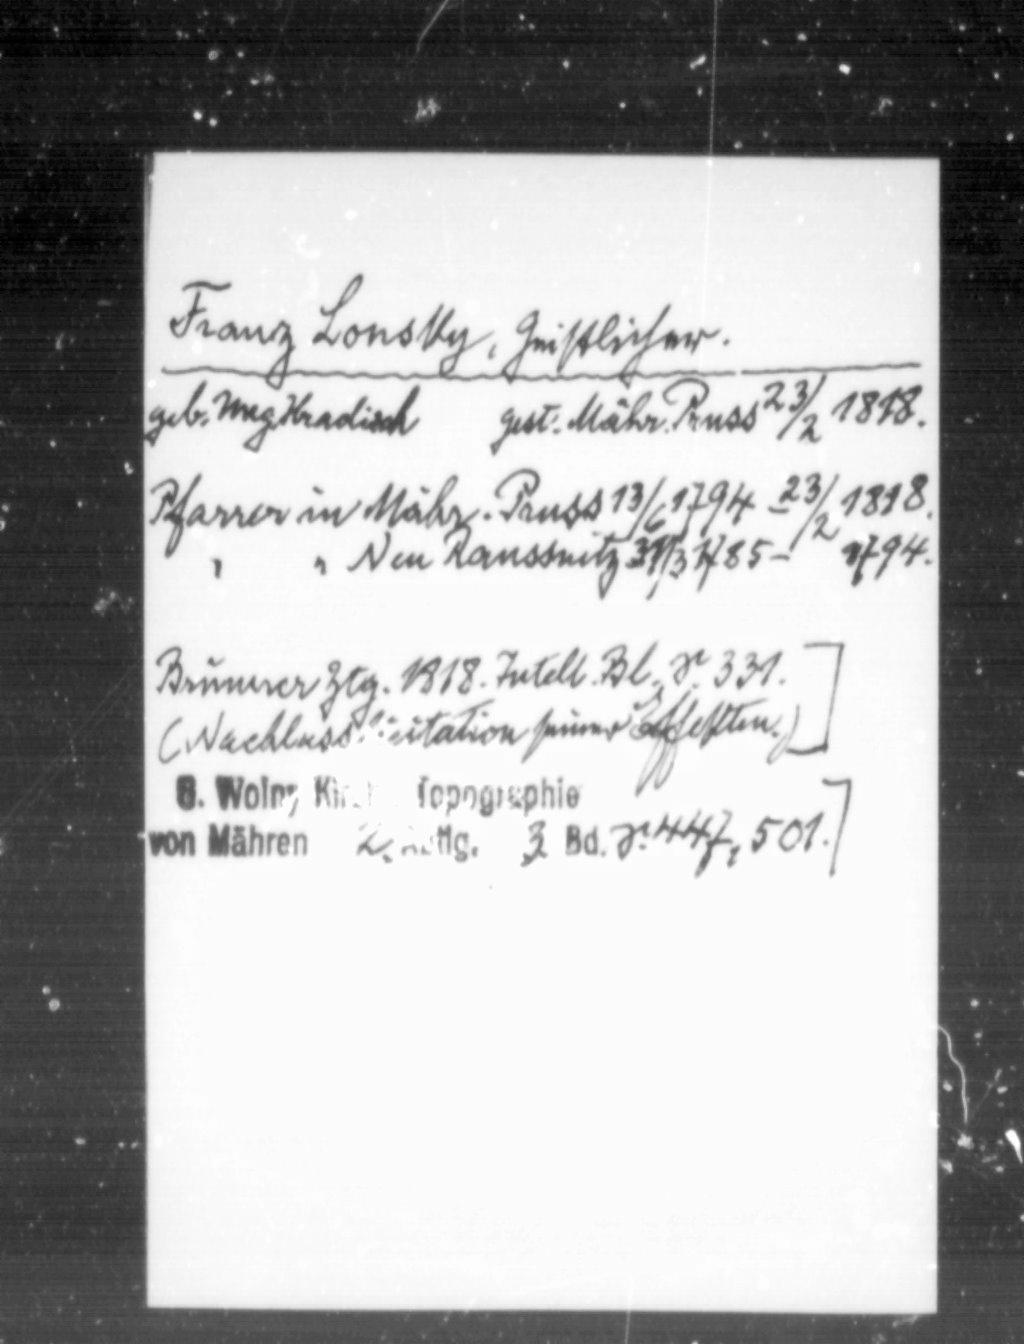 Franz Lonsky, Geistlicher.
geb. Ung. Hradisch gest. Mähr. Pruss 23/2 1818.
Pfarrer in Mähr. Pruss 13/6 1794 - 23/2 1818.
" " Neu Raussnitz 31/3 1785 - 1794.
Brünner Ztg. 1818. Intell. Bl. S. 331.
(Nachlasslicitation seiner Effekten.)
G. Wolny Kirchl. Topographie
von Mähren 2. Abtlg. 3 Bd. S. 447, 501.